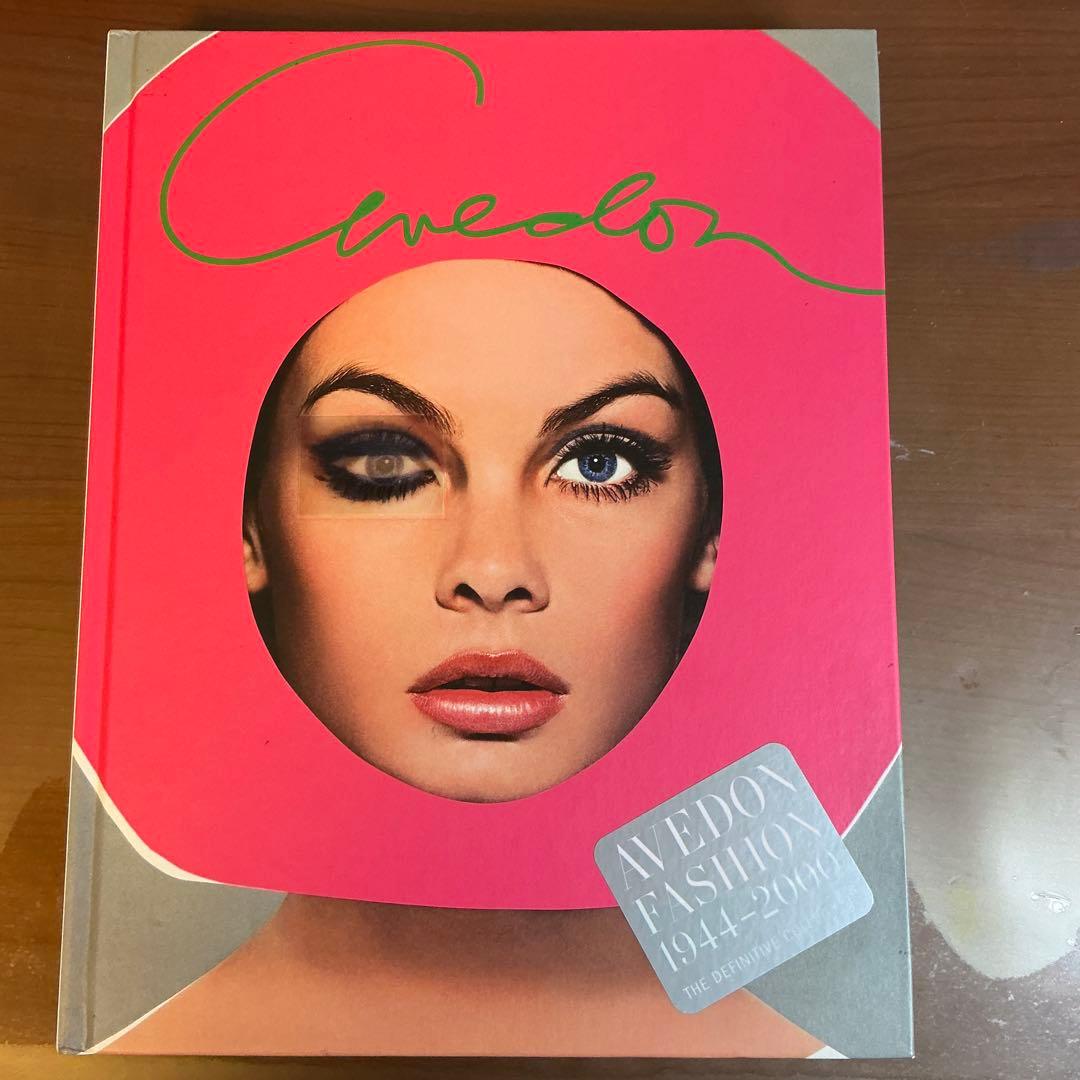 Avedon
AVEDON
FASHION
1944–2000
THE DEFINITIVE